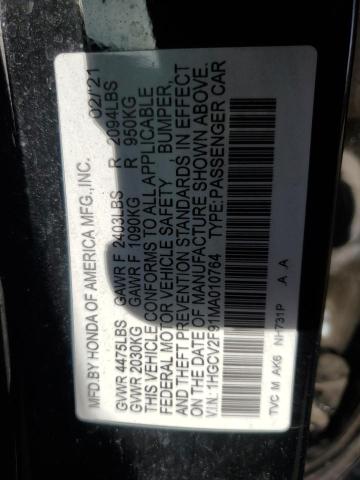 MFD.BY HONDA OF AMERICA MFG.,INC. 02/21
GVWR 4475LBS GAWR F 2403LBS R 2094LBS
GVWR 2030KG GAWR F 1090KG R 950KG
THIS VEHICLE CONFORMS TO ALL APPLICABLE
FEDERAL MOTOR VEHICLE SAFETY BUMPER,
AND THEFT PREVENTION STANDARDS IN EFFECT
ON THE DATE OF MANUFACTURE SHOWN ABOVE.
V.I.N.: 1HGCV2F91MA010764 TYPE:PASSENGER CAR
TVC M AK6 NH731P .A .A